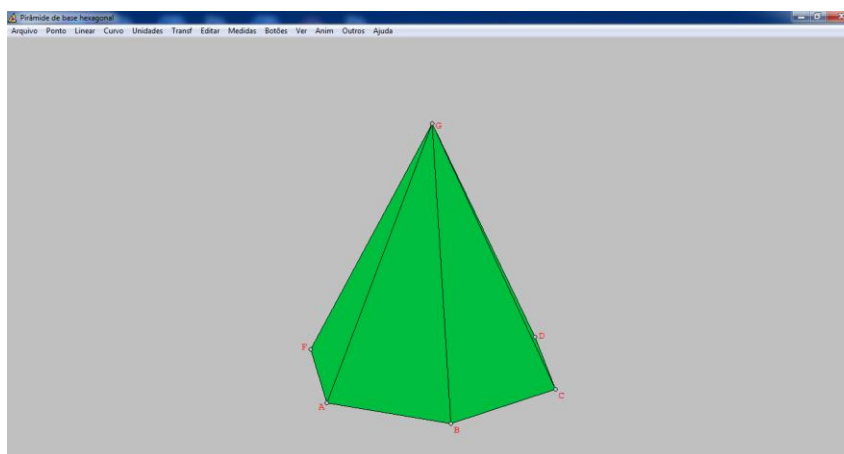 Pirâmide de base hexagonal
Arquivo Ponto Linear Curvo Unidades Transf Editar Medidas Botões Ver Anim Outros Ajuda
G
D
F
C
A
B